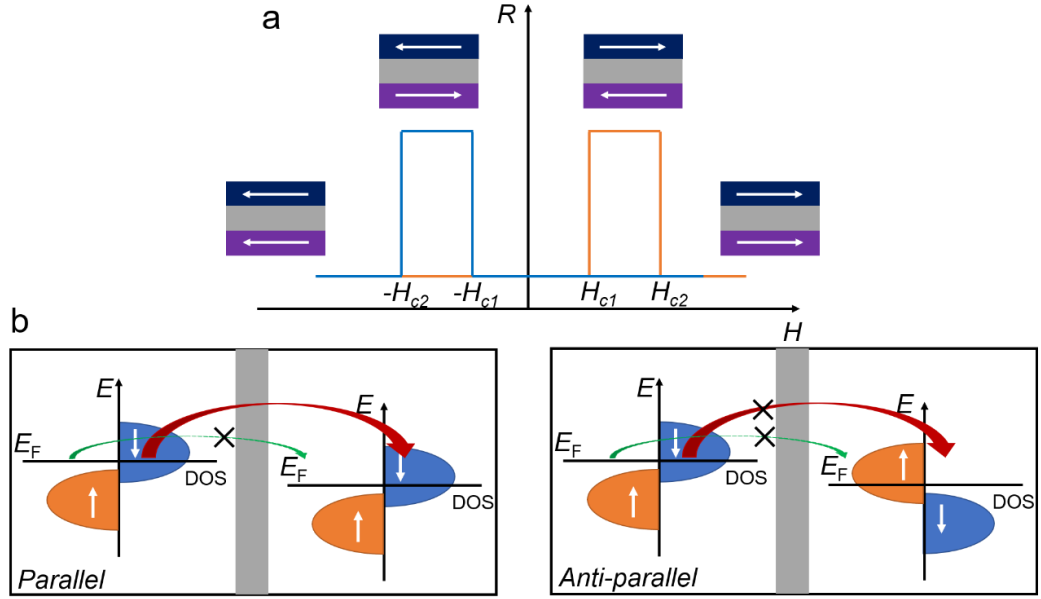 a
R
-Hc2
-Hc1
Hc1
Hc2
H
b
E
EF
DOS
E
EF
DOS
Parallel
E
EF
DOS
E
EF
DOS
Anti-parallel